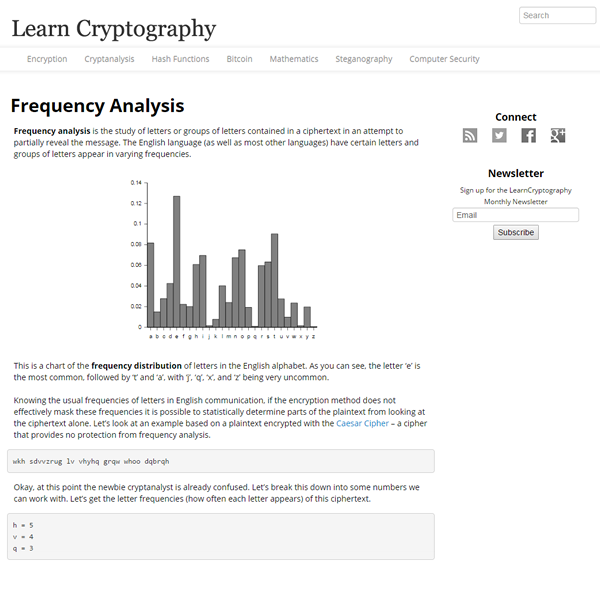 Learn Cryptography
Search
Encryption Cryptanalysis Hash Functions Bitcoin Mathematics Steganography Computer Security
Frequency Analysis
Frequency analysis is the study of letters or groups of letters contained in a ciphertext in an attempt to
partially reveal the message. The English language (as well as most other languages) have certain letters and
groups of letters appear in varying frequencies.
0.14
0.12
0.1
0.08
0.06
0.04
0.02
0
a b c d e f g h i j k l m n o p q r s t u v w x y z
This is a chart of the frequency distribution of letters in the English alphabet. As you can see, the letter ‘e’ is
the most common, followed by ‘t’ and ‘a’, with ‘j’, ‘q’, ‘x’, and ‘z’ being very uncommon.
Knowing the usual frequencies of letters in English communication, if the encryption method does not
effectively mask these frequencies it is possible to statistically determine parts of the plaintext from looking at
the ciphertext alone. Let’s look at an example based on a plaintext encrypted with the Caesar Cipher – a cipher
that provides no protection from frequency analysis.
wkh sdvvzrug lv vhyhq grqw whoo dqbrqh
Okay, at this point the newbie cryptanalyst is already confused. Let’s break this down into some numbers we
can work with. Let’s get the letter frequencies (how often each letter appears) of this ciphertext.
h = 5
v = 4
q = 3
Connect
Newsletter
Sign up for the LearnCryptography
Monthly Newsletter
Email
Subscribe